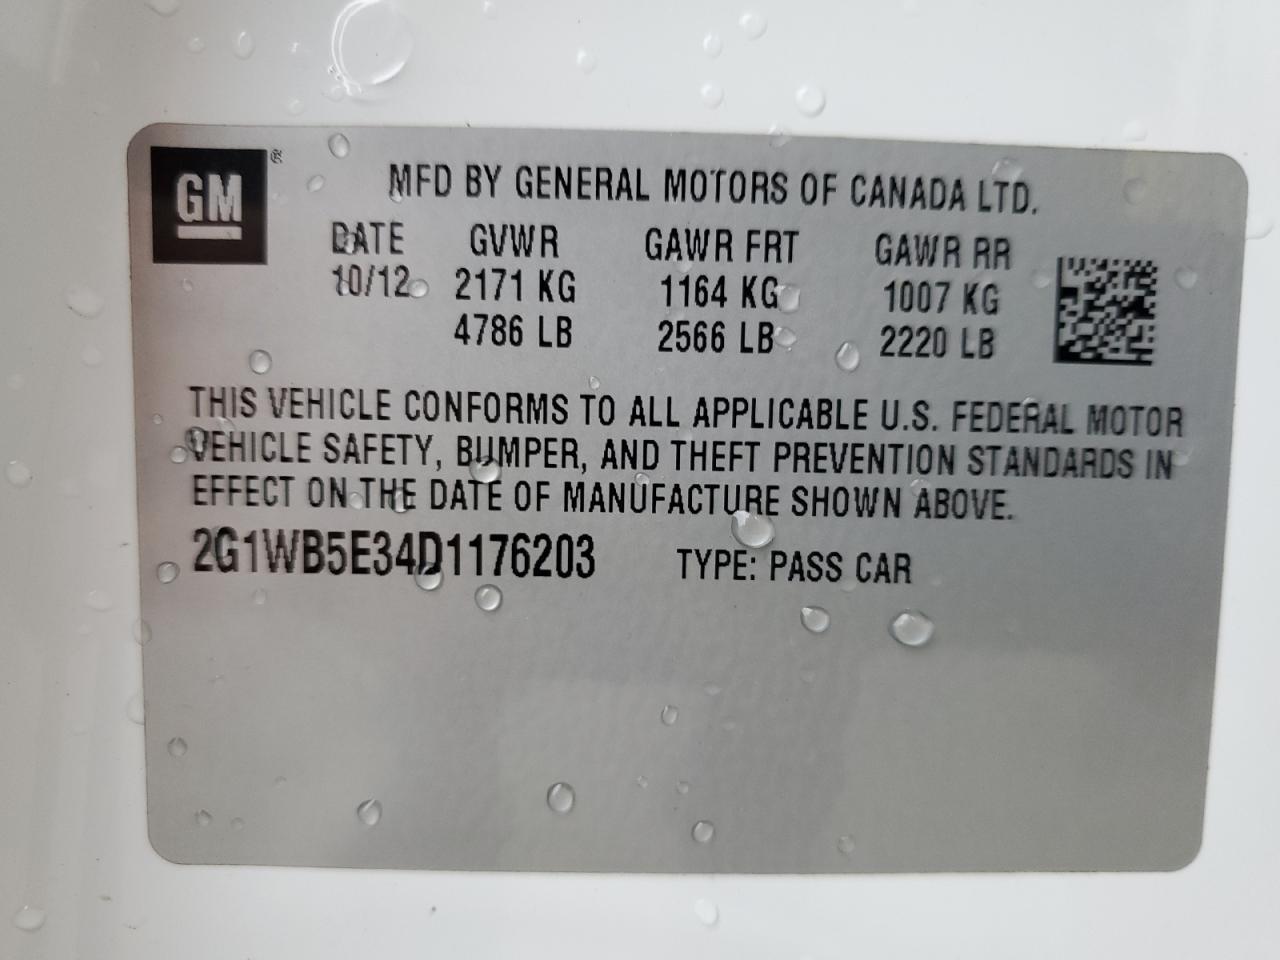 GM ®
MFD BY GENERAL MOTORS OF CANADA LTD.
DATE GVWR GAWR FRT GAWR RR
10/12 2171 KG 1164 KG 1007 KG
4786 LB 2566 LB 2220 LB
THIS VEHICLE CONFORMS TO ALL APPLICABLE U.S. FEDERAL MOTOR
VEHICLE SAFETY, BUMPER, AND THEFT PREVENTION STANDARDS IN
EFFECT ON THE DATE OF MANUFACTURE SHOWN ABOVE.
2G1WB5E34D1176203 TYPE: PASS CAR